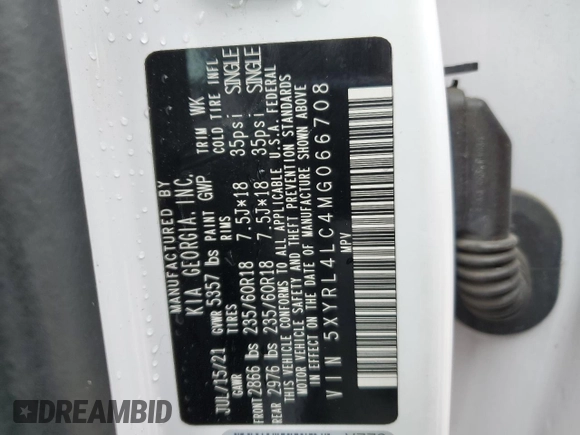 MANUFACTURED BY
KIA GEORGIA, INC.
JUL/15/21 GVWR 5357 lbs PAINT GWP TRIM WK
GAWR TIRES RIMS COLD TIRE INFL
FRONT 2866 lbs 235/60R18 7.5J*18 35psi SINGLE
REAR 2976 lbs 235/60R18 7.5J*18 35psi SINGLE
THIS VEHICLE CONFORMS TO ALL APPLICABLE U.S.A. FEDERAL
MOTOR VEHICLE SAFETY AND THEFT PREVENTION STANDARDS
IN EFFECT ON THE DATE OF MANUFACTURE SHOWN ABOVE
VIN 5XYRL4LC4MG066708
MPV
DREAMBID